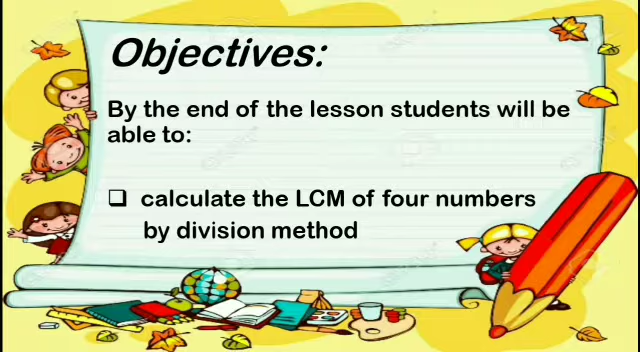 Objectives:
By the end of the lesson students will be
able to:
❑ calculate the LCM of four numbers
by division method